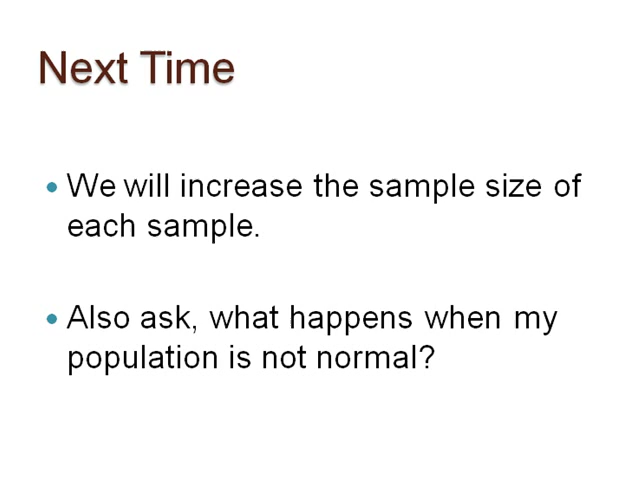 Next Time
• We will increase the sample size of
each sample.
• Also ask, what happens when my
population is not normal?